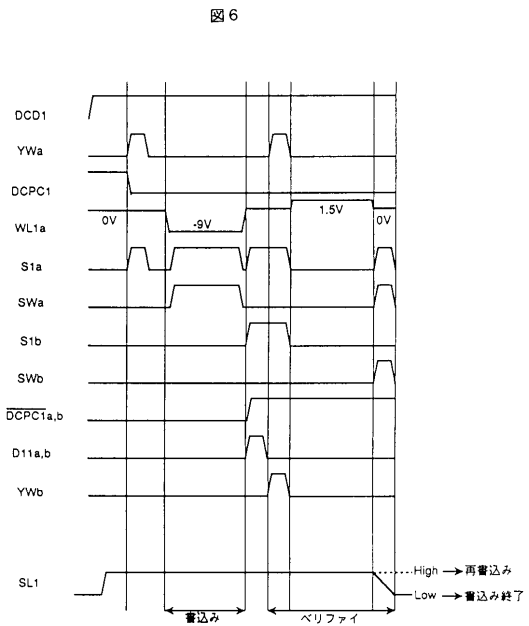 図6
DCD1
YWa
DCPC1
0V
-9V
1.5V
0V
WL1a
S1a
SWa
S1b
SWb
DCPC1a,b
D11a,b
YWb
SL1
High → 再書込み
Low → 書込み終了
書込み
ベリファイ